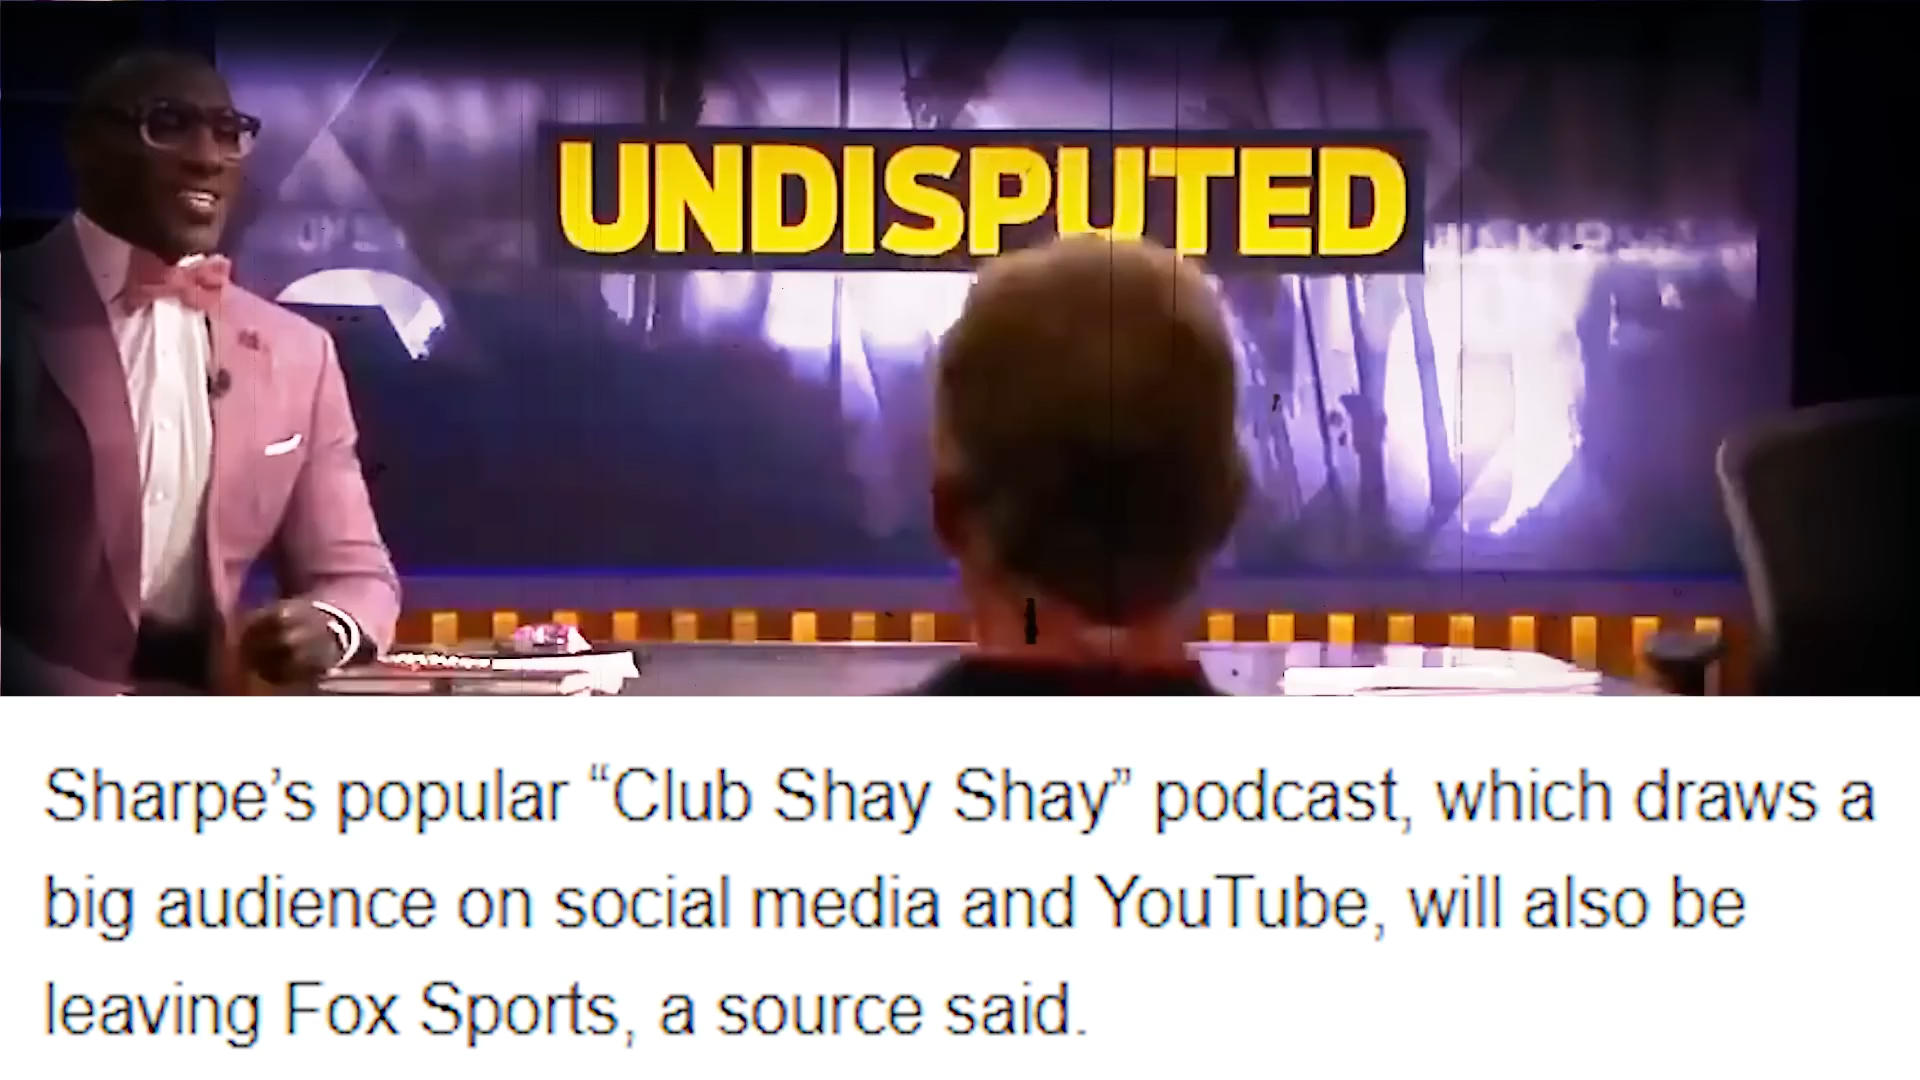 UNDISPUTED
Sharpe’s popular “Club Shay Shay” podcast, which draws a
big audience on social media and YouTube, will also be
leaving Fox Sports, a source said.